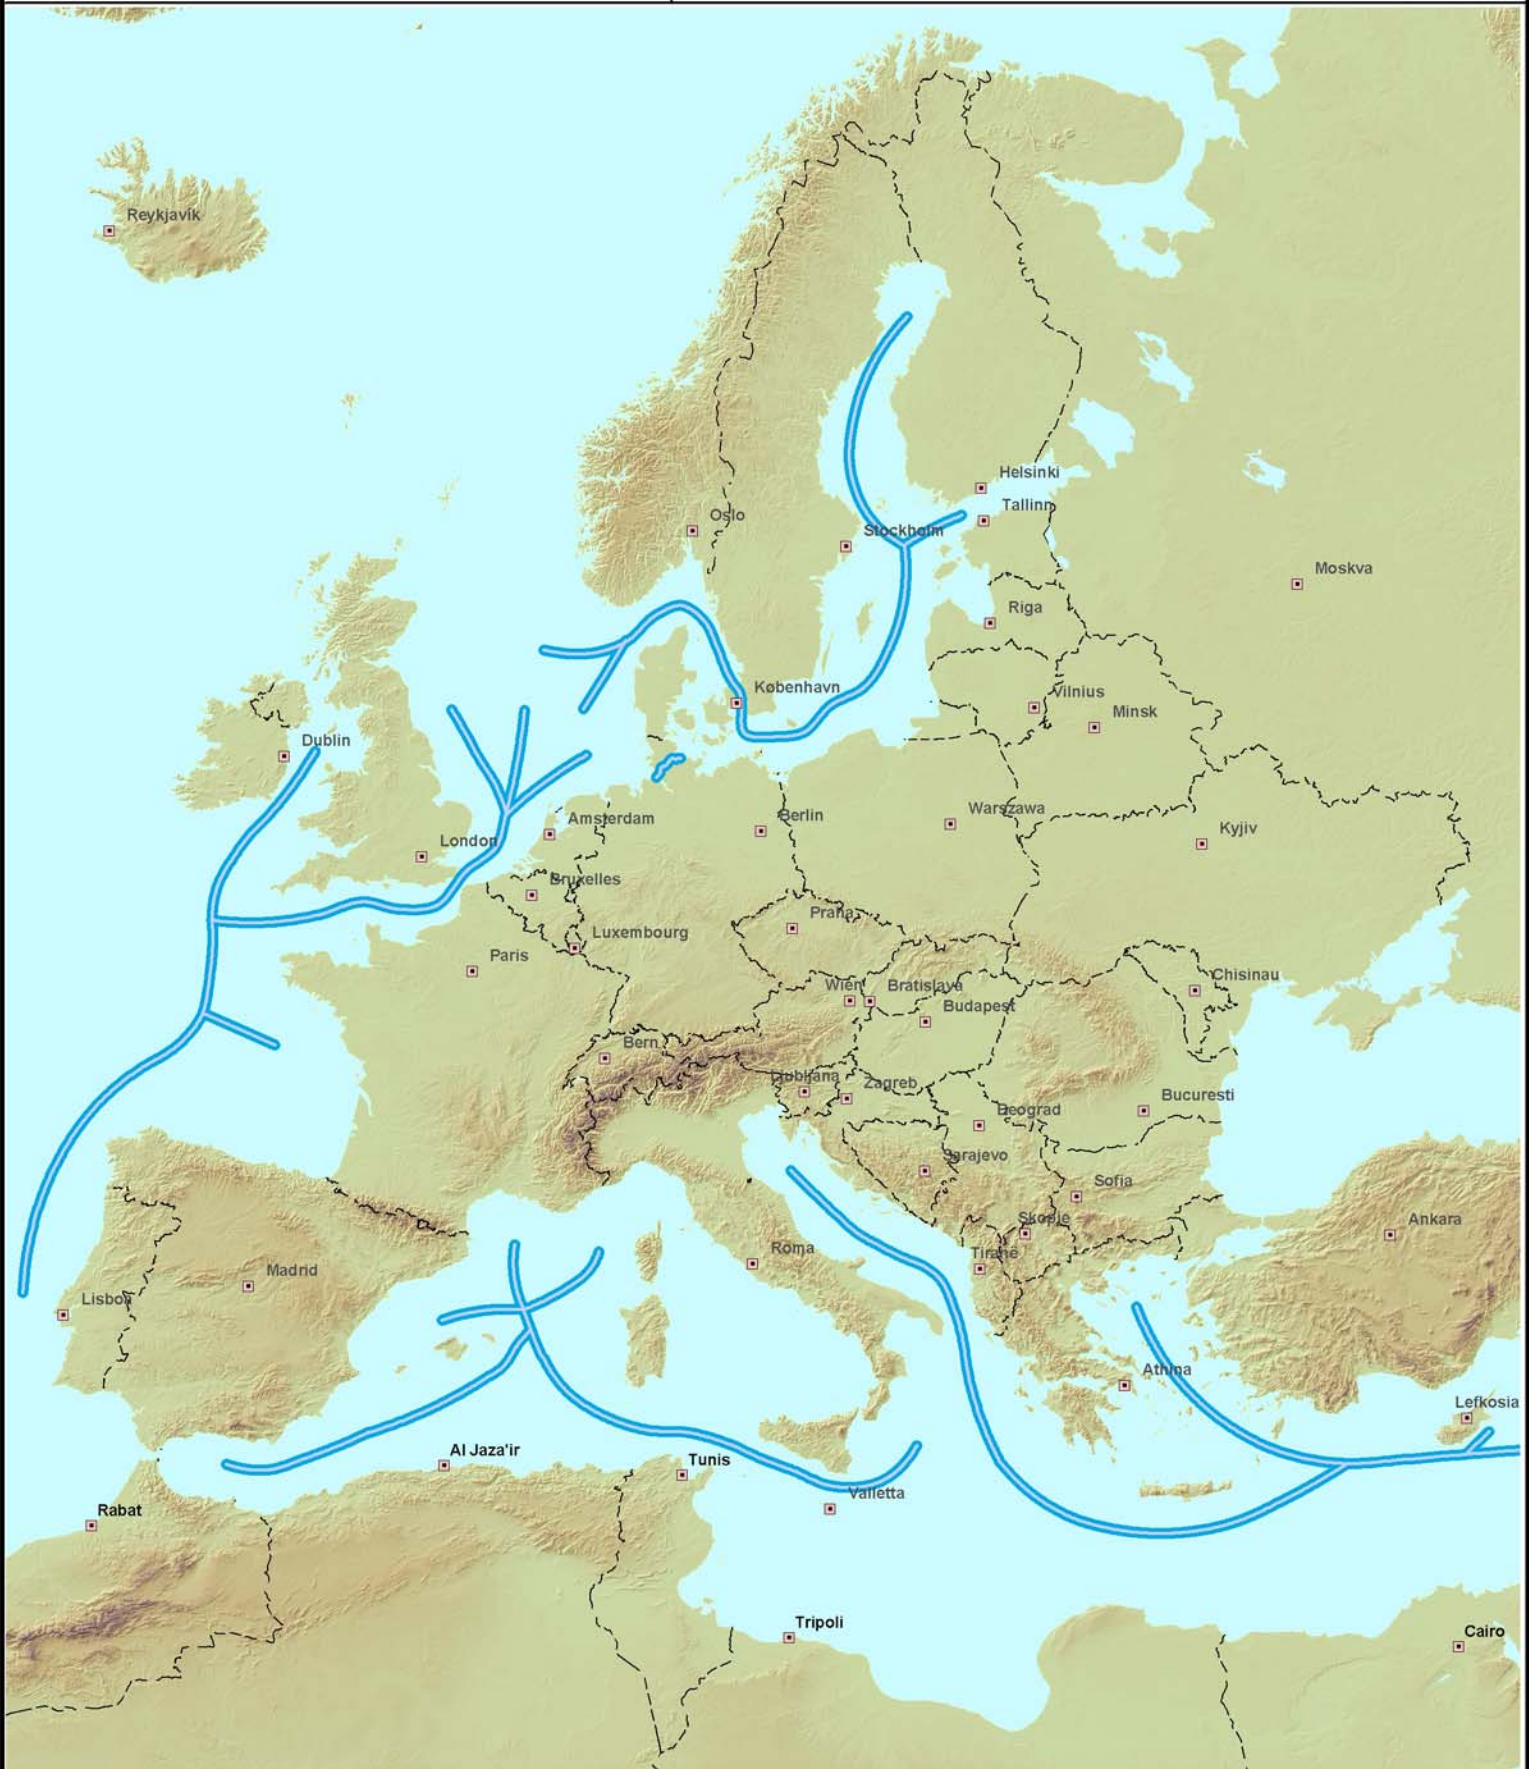 Reykjavík
Helsinki
Tallinn
Oslo
Stockholm
Moskva
Riga
København
Vilnius
Minsk
Dublin
Warszawa
Berlin
Amsterdam
London
Kyjiv
Bruxelles
Praha
Luxembourg
Paris
Chisinau
Wien
Bratislava
Budapest
Bern
Ljubljana
Zagreb
Bucuresti
Beograd
Sarajevo
Sofia
Skopje
Ankara
Roma
Tiranë
Madrid
Lisbon
Athina
Lefkosia
Al Jaza'ir
Tunis
Valletta
Rabat
Tripoli
Cairo